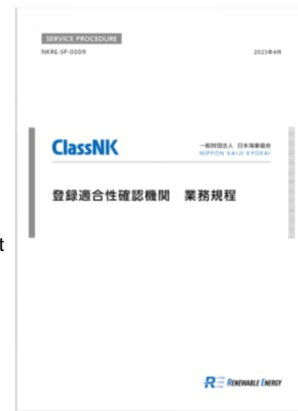 SERVICE PROCEDURE
NKRE-SP-0009 2023年4月
ClassNK 一般財団法人 日本海事協会
NIPPON KAIJI KYOKAI
登録適合性確認機関 業務規程
t
RE RENEWABLE ENERGY